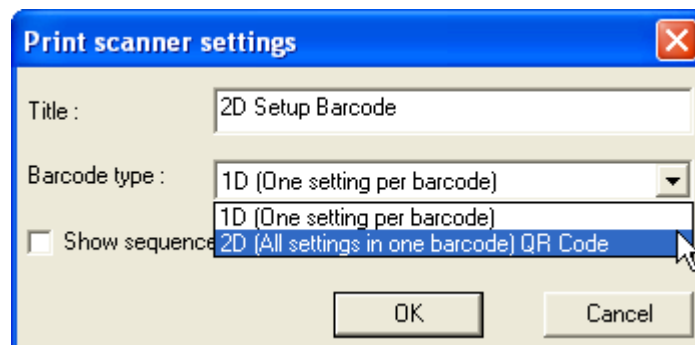 Print scanner settings
Title :
2D Setup Barcode
Barcode type :
1D (One setting per barcode)
1D (One setting per barcode)
Show sequence
2D (All settings in one barcode) QR Code
OK
Cancel